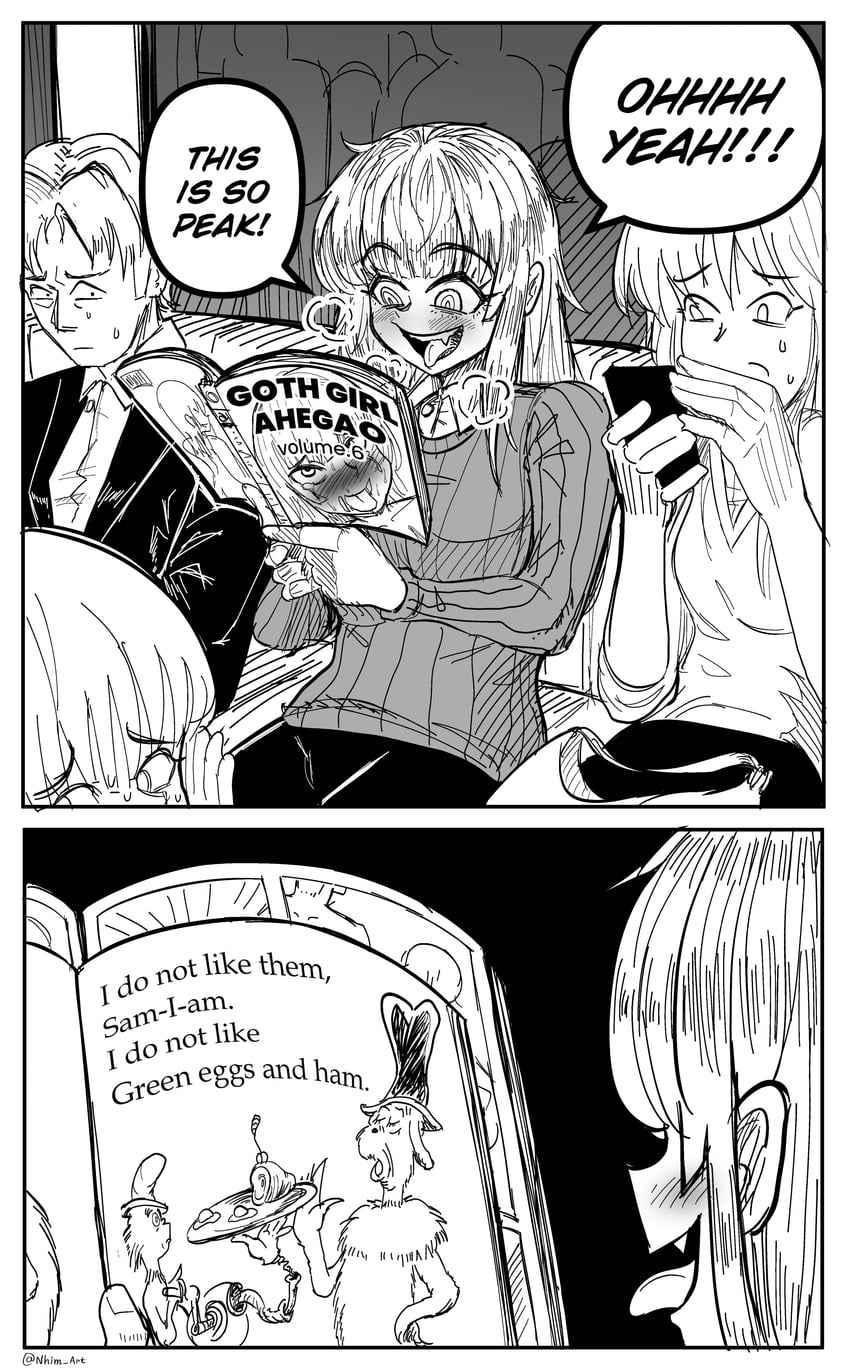 THIS
IS SO
PEAK!
OHHHH
YEAH!!!
GOTH GIRL
AHEGAO
volume 6
I do not like them,
Sam-I-am.
I do not like
Green eggs and ham.
@Nhim_Art